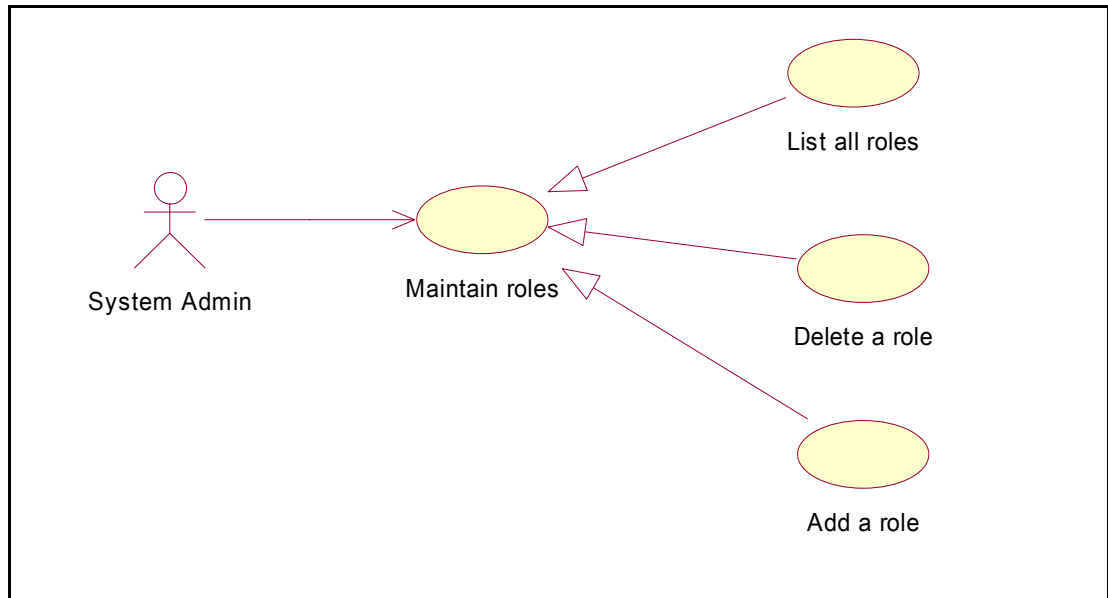 List all roles
System Admin
Maintain roles
Delete a role
Add a role